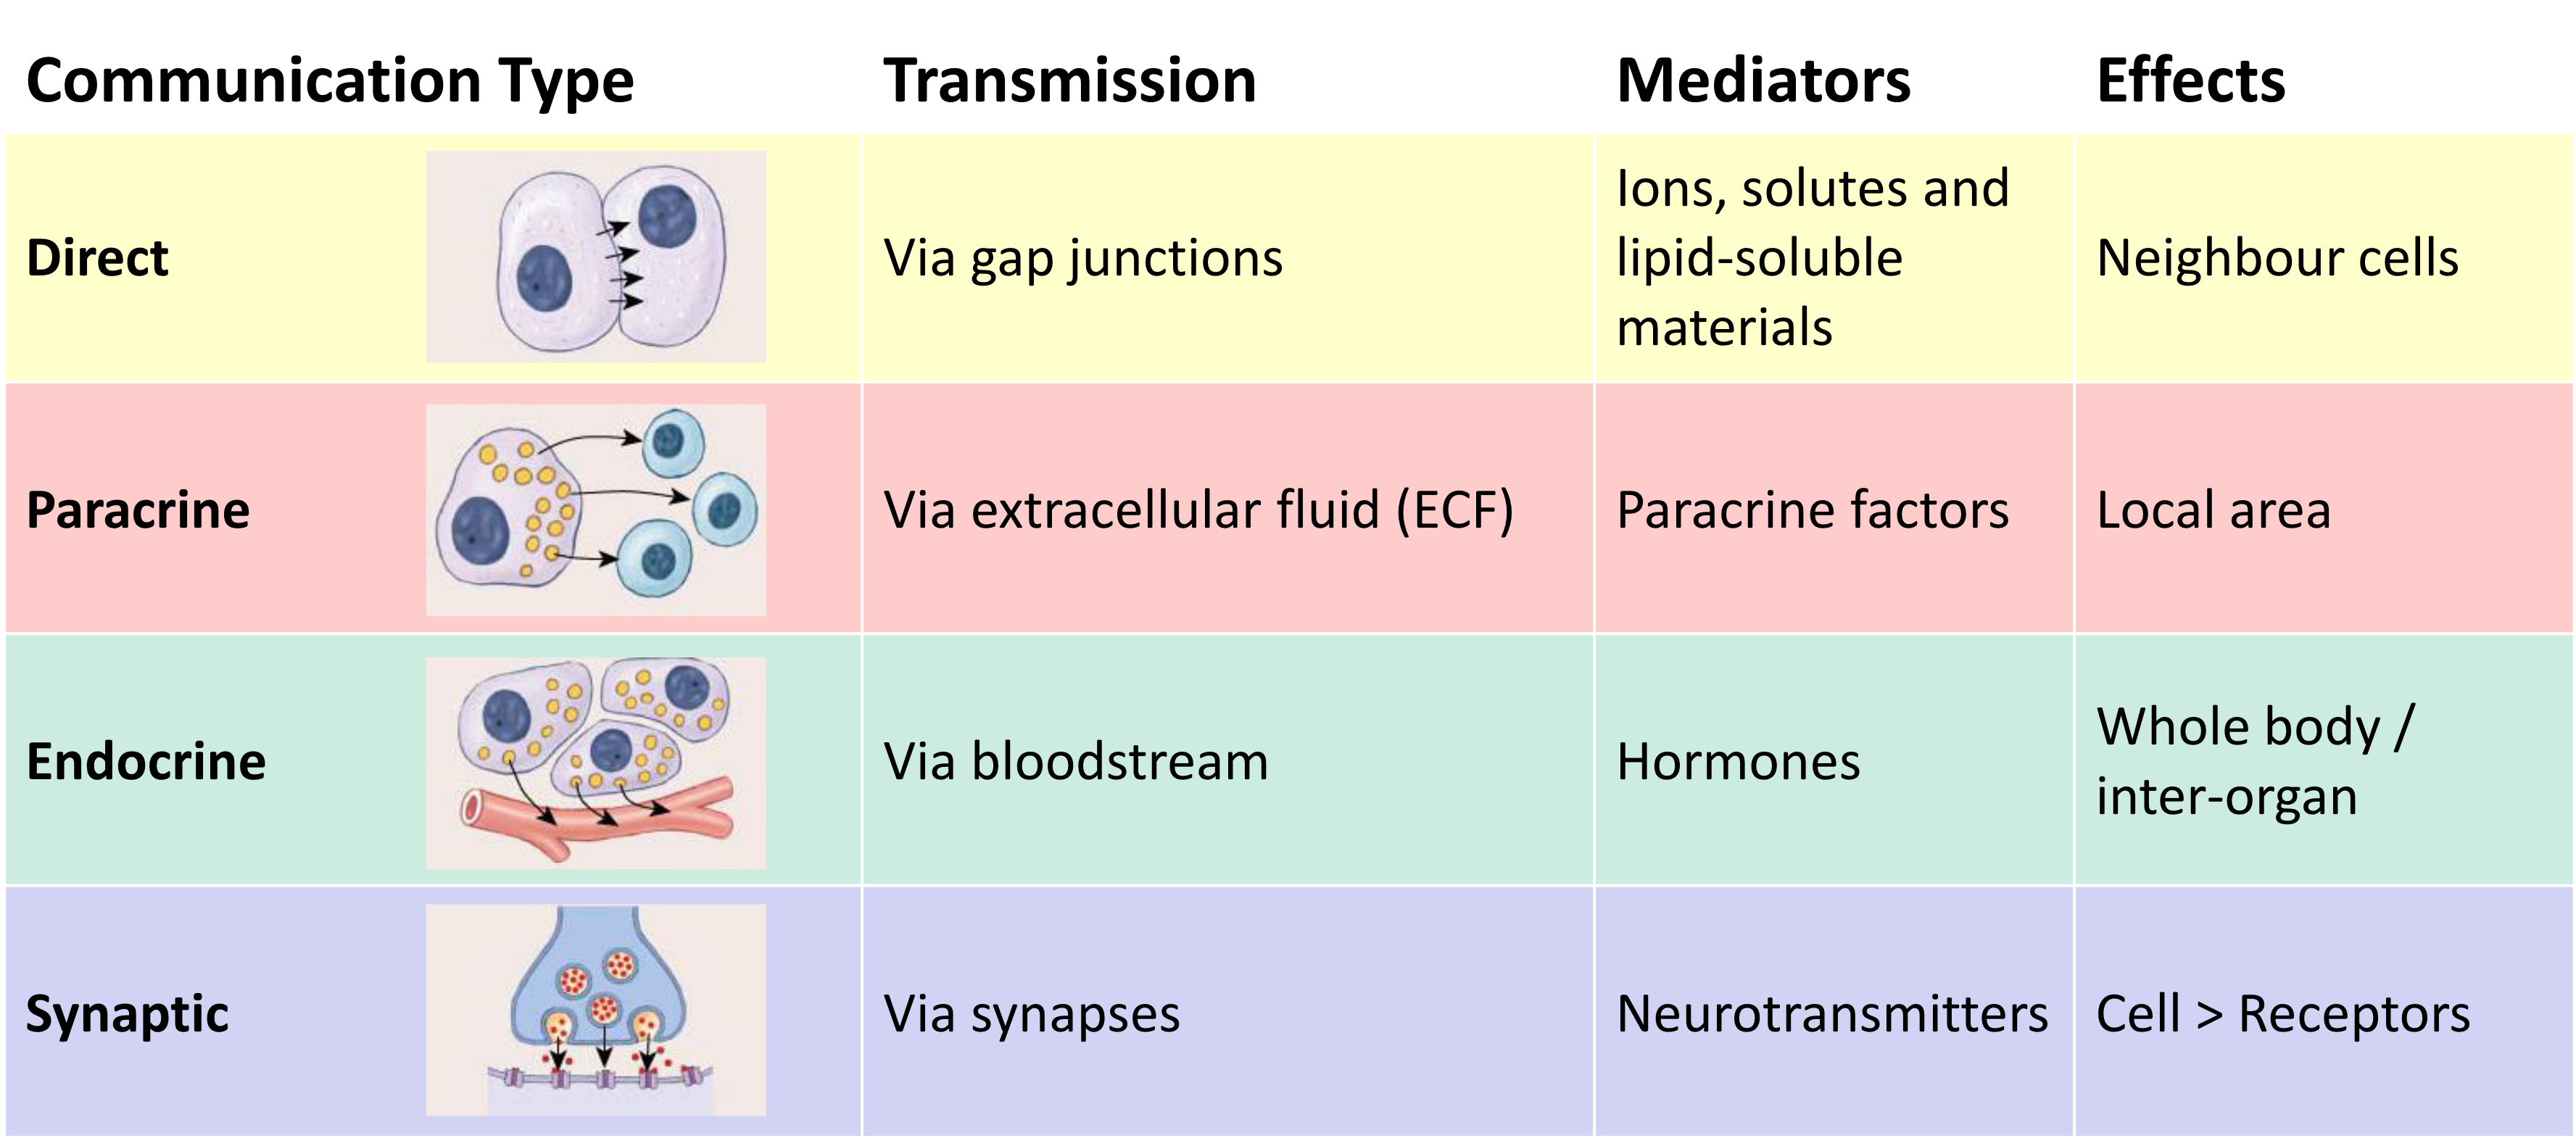 Communication Type
Transmission
Mediators
Effects
Direct
Via gap junctions
Ions, solutes and
lipid-soluble
materials
Neighbour cells
Paracrine
Via extracellular fluid (ECF)
Paracrine factors
Local area
Endocrine
Via bloodstream
Hormones
Whole body /
inter-organ
Synaptic
Via synapses
Neurotransmitters
Cell > Receptors